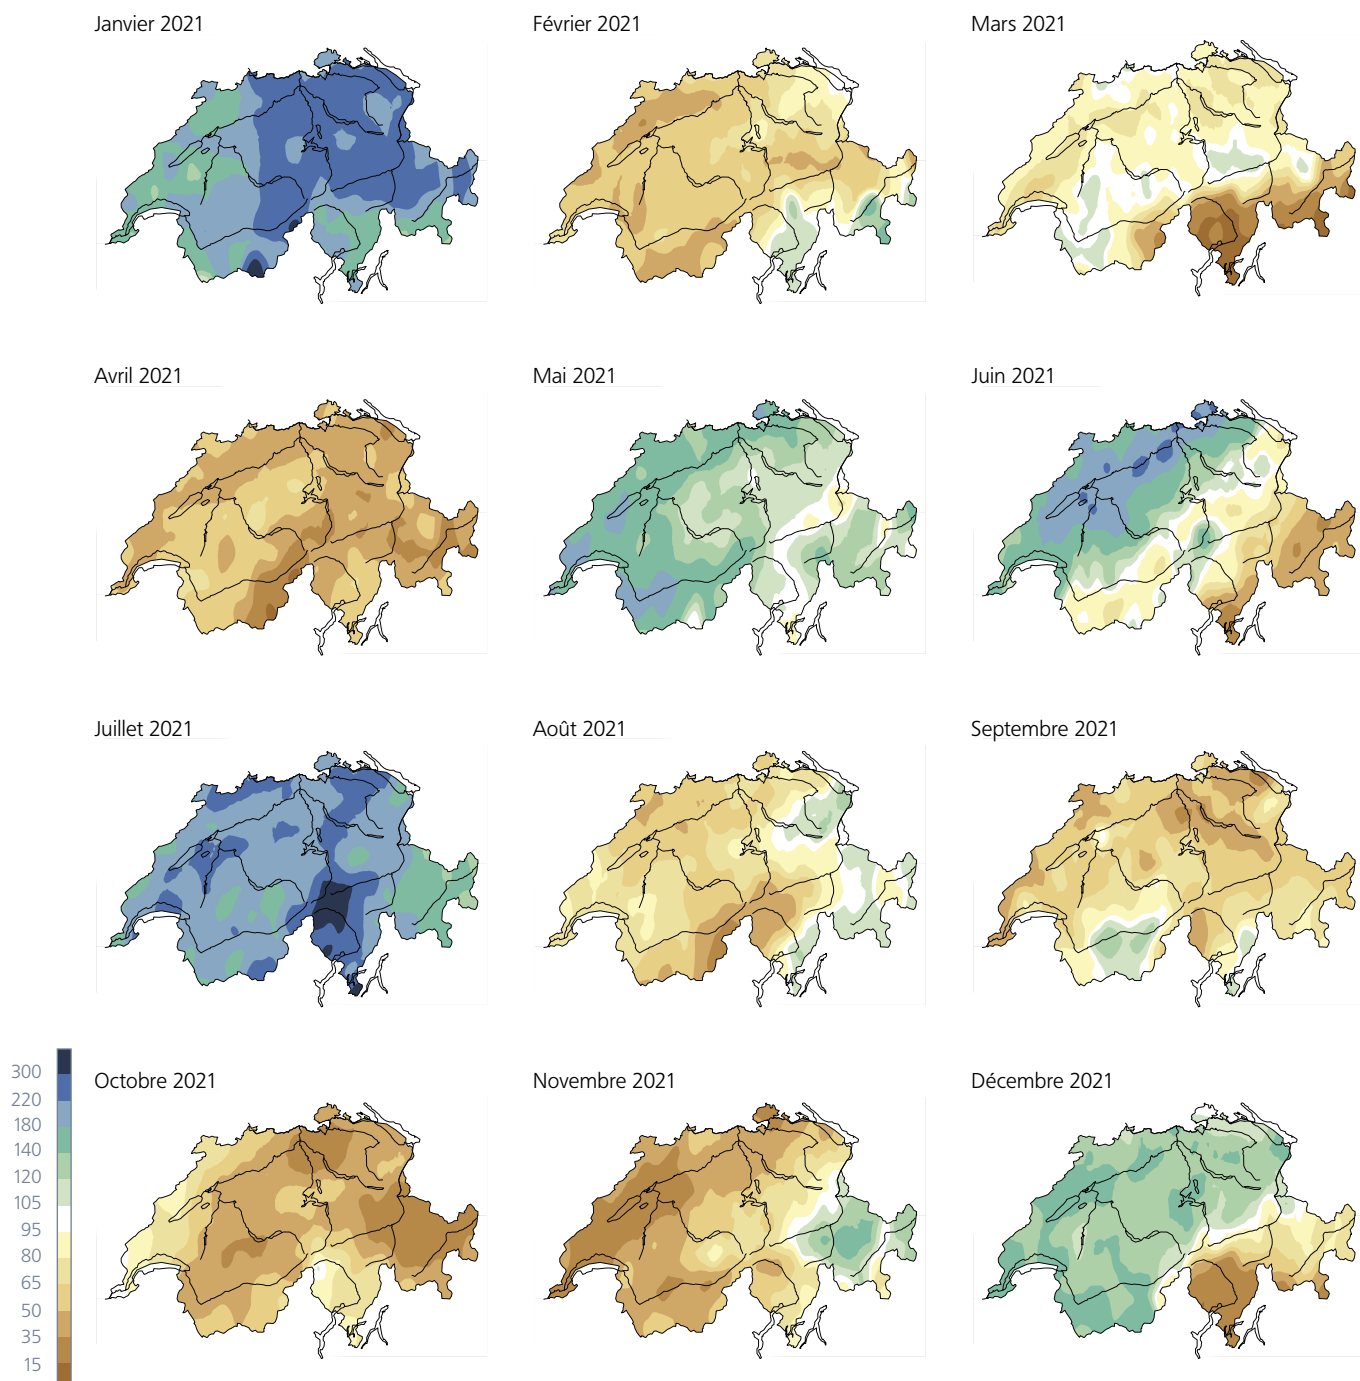 Janvier 2021
Février 2021
Mars 2021
Avril 2021
Mai 2021
Juin 2021
Juillet 2021
Août 2021
Septembre 2021
Octobre 2021
Novembre 2021
Décembre 2021
300
220
180
140
120
105
95
80
65
50
35
15